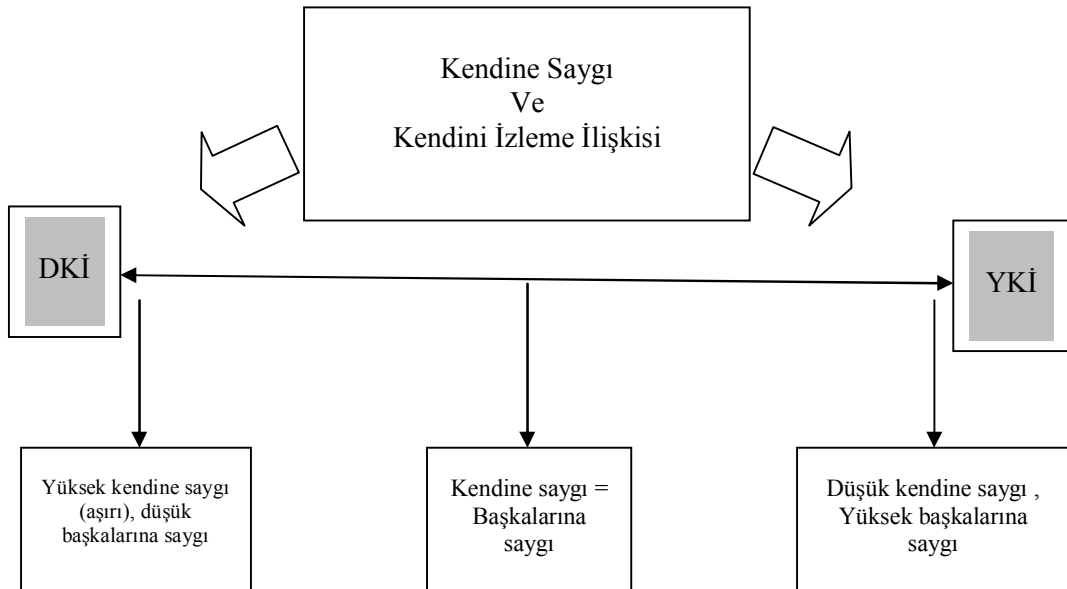 Kendine Saygı
Ve
Kendini İzleme İlişkisi
DKİ
YKİ
Yüksek kendine saygı
(aşırı), düşük
başkalarına saygı
Kendine saygı =
Başkalarına
saygı
Düşük kendine saygı ,
Yüksek başkalarına
saygı